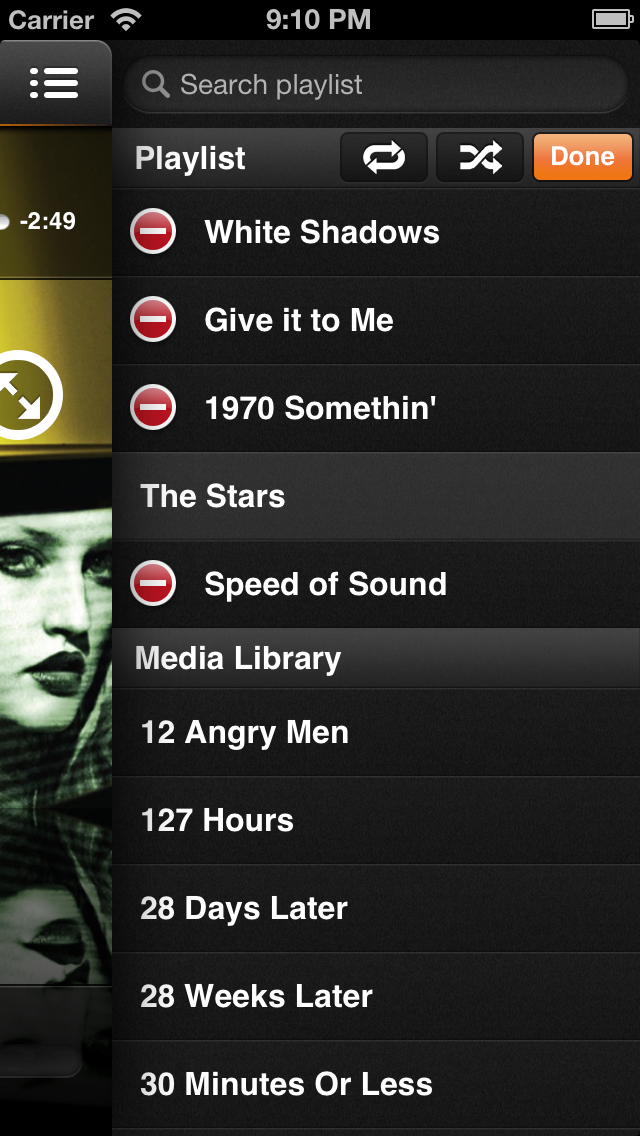 Carrier 9:10 PM
Search playlist
Playlist Done
-2:49
White Shadows
Give it to Me
1970 Somethin'
The Stars
Speed of Sound
Media Library
12 Angry Men
127 Hours
28 Days Later
28 Weeks Later
30 Minutes Or Less